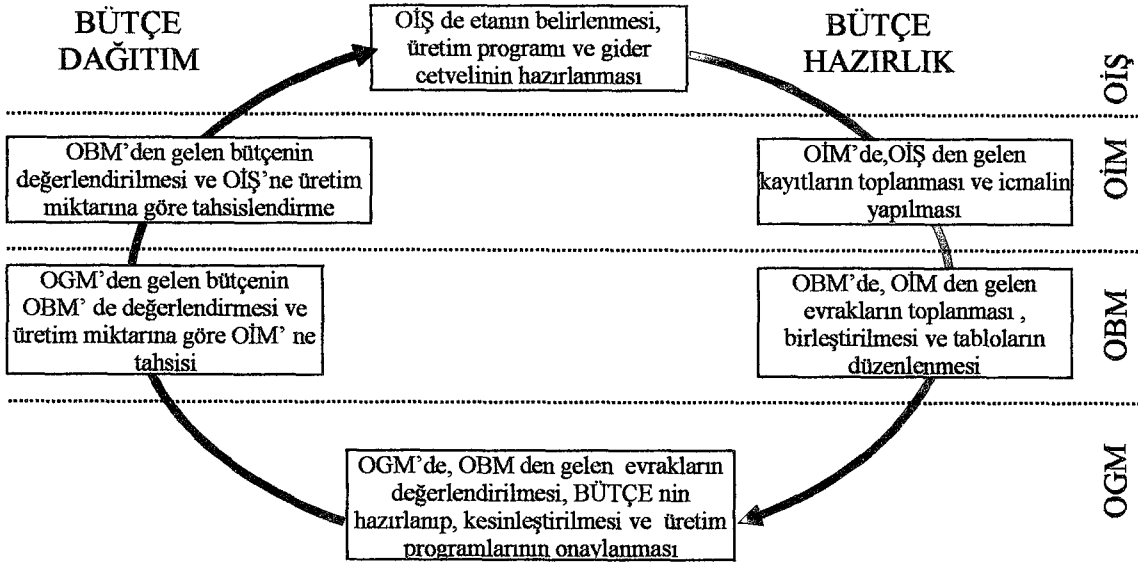 BÜTÇE
DAĞITIM
OİŞ de etanın belirlenmesi,
üretim programı ve gider
cetvelinin hazırlanması
BÜTÇE
HAZIRLIK
OİŞ
OBM'den gelen bütçenin
değerlendirilmesi ve OİŞ'ne üretim
miktarına göre tahsislendirme
OİM'de,OİŞ den gelen
kayıtların toplanması ve icmalin
yapılması
OİM
OGM'den gelen bütçenin
OBM' de değerlendirmesi ve
üretim miktarına göre OİM' ne
tahsisi
OBM'de, OİM den gelen
evrakların toplanması ,
birleştirilmesi ve tabloların
düzenlenmesi
OBM
OGM'de, OBM den gelen evrakların
değerlendirilmesi, BÜTÇE nin
hazırlanıp, kesinleştirilmesi ve üretim
programlarının onaylanması
OGM